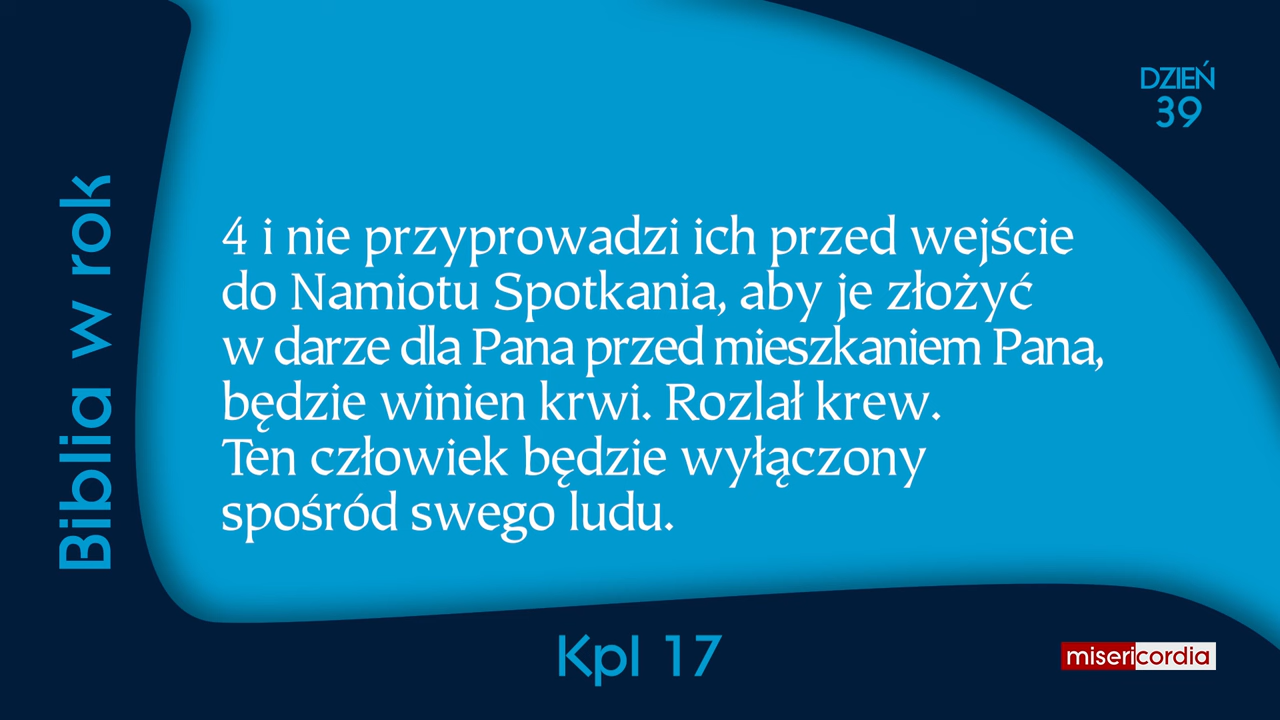 DZIEŃ
39
Biblia w rok
4 i nie przyprowadzi ich przed wejście
do Namiotu Spotkania, aby je złożyć
w darze dla Pana przed mieszkaniem Pana,
będzie winien krwi. Rozlał krew.
Ten człowiek będzie wyłączony
spośród swego ludu.
Kpl 17
misericordia